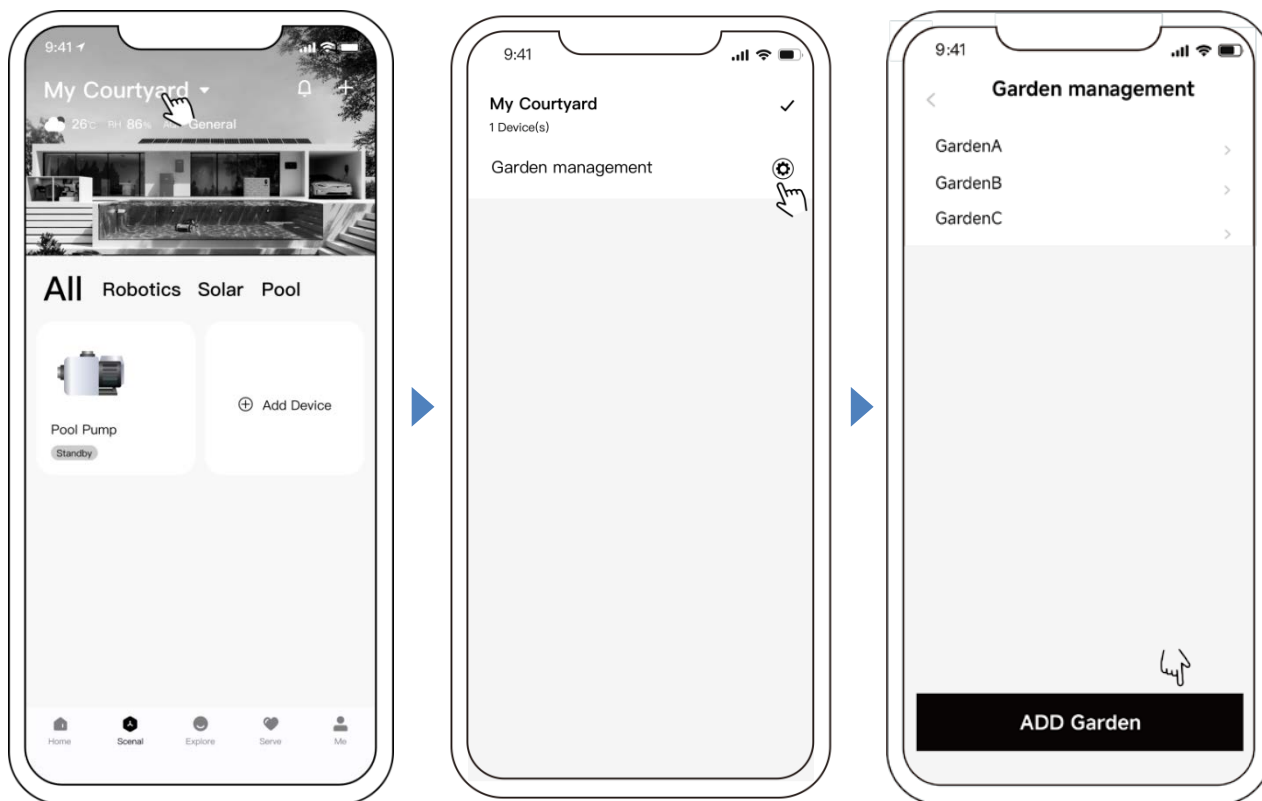 9:41
My Courtyard
26°C RH 86% AQI General
All Robotics Solar Pool
Pool Pump
Standby
Add Device
Home Scenal Explore Serve Me
9:41
My Courtyard
1 Device(s)
Garden management
9:41
Garden management
GardenA
GardenB
GardenC
ADD Garden